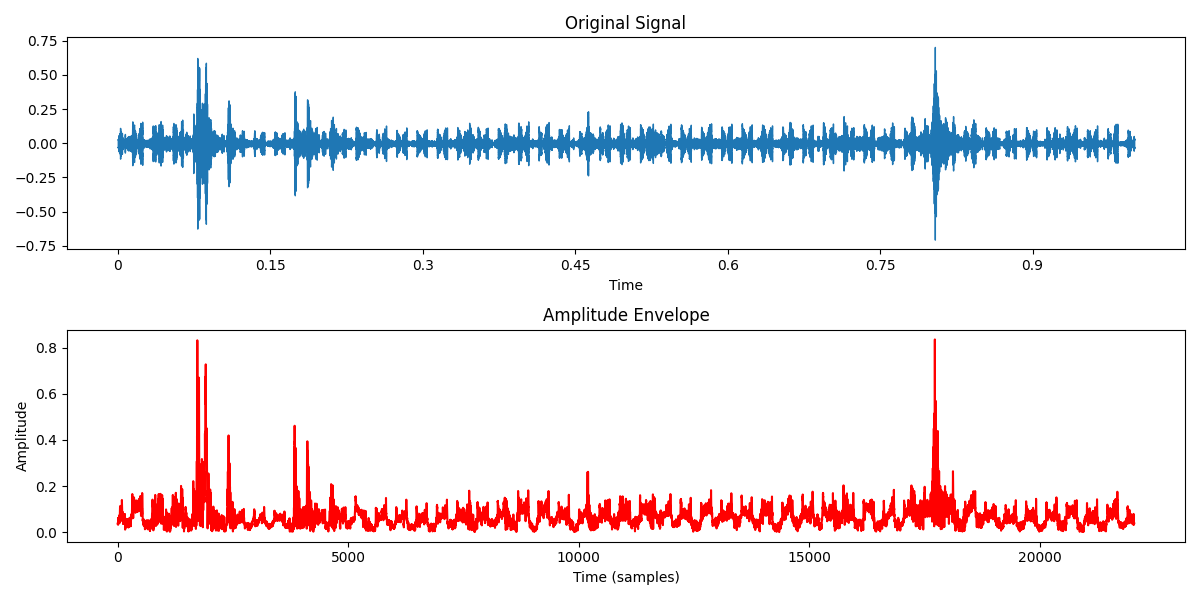 Original Signal
0.75
0.50
0.25
0.00
−0.25
−0.50
−0.75
0 0.15 0.3 0.45 0.6 0.75 0.9
Time
Amplitude Envelope
Amplitude
0.8
0.6
0.4
0.2
0.0
0 5000 10000 15000 20000
Time (samples)